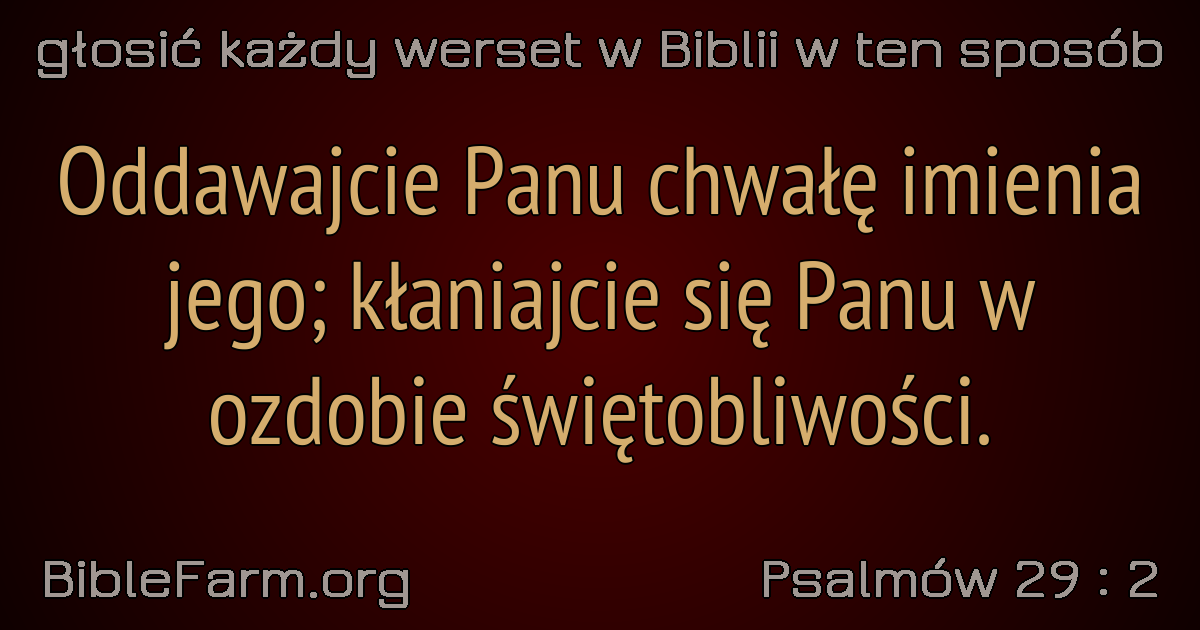 głosić każdy werset w Biblii w ten sposób
Oddawajcie Panu chwałę imienia
jego; kłaniajcie się Panu w
ozdobie świętobliwości.
BibleFarm.org
Psalmów 29 : 2